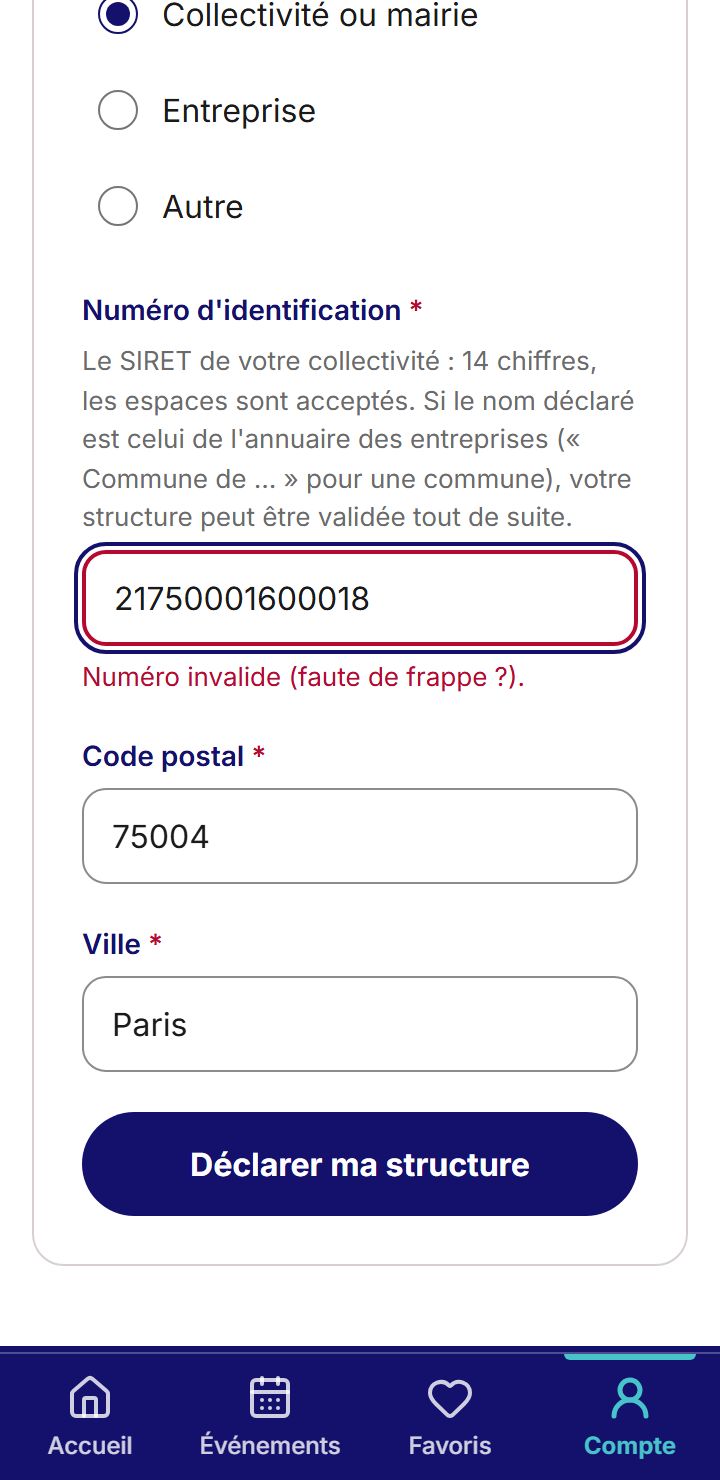 Collectivité ou mairie
Entreprise
Autre
Numéro d'identification *
Le SIRET de votre collectivité : 14 chiffres,
les espaces sont acceptés. Si le nom déclaré
est celui de l'annuaire des entreprises («
Commune de ... » pour une commune), votre
structure peut être validée tout de suite.
21750001600018
Numéro invalide (faute de frappe ?).
Code postal *
75004
Ville *
Paris
Déclarer ma structure
Accueil
Événements
Favoris
Compte